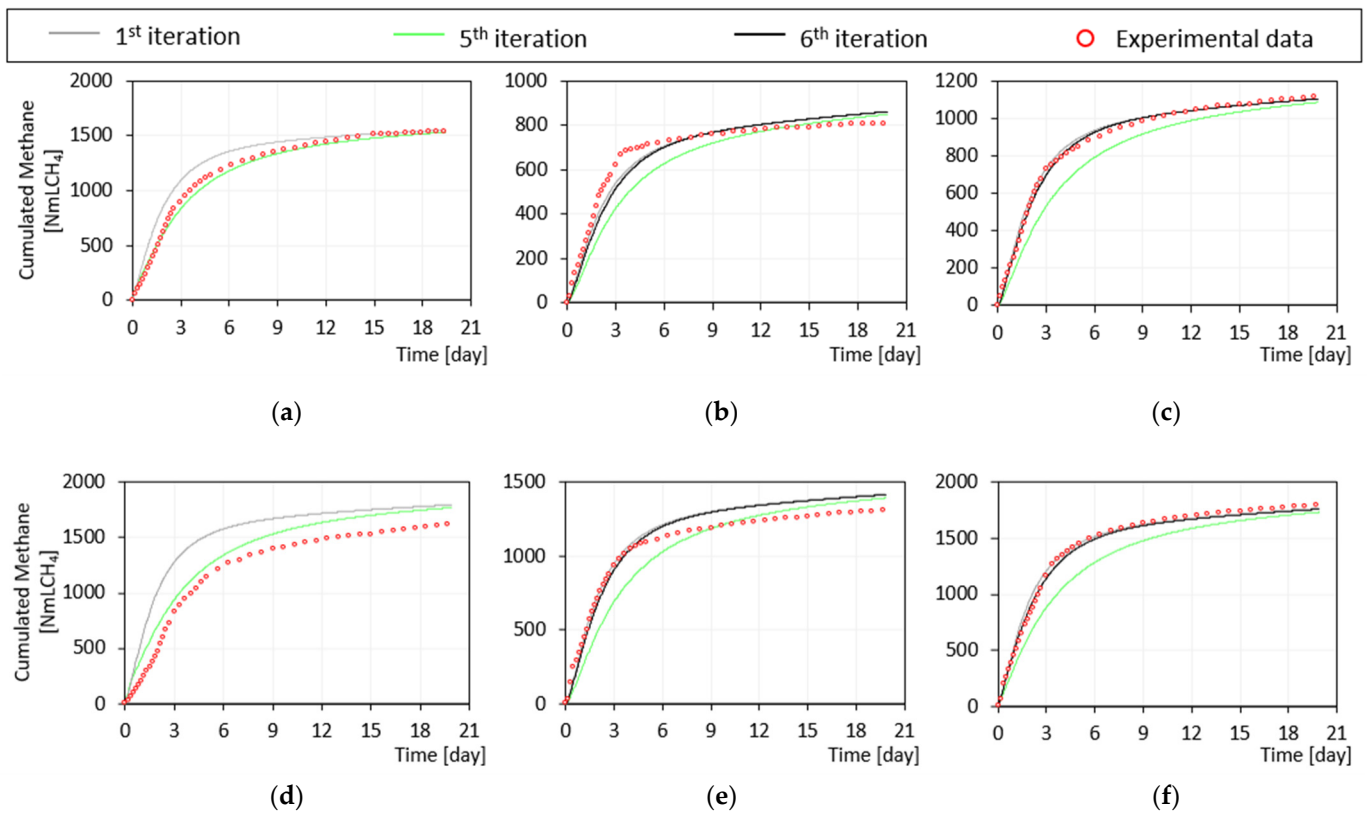 1st iteration 5th iteration 6th iteration Experimental data
Cumulated Methane
[NmLCH4]
2000
1500
1000
500
0
0 3 6 9 12 15 18 21
Time [day]
(a)
1000
800
600
400
200
0
0 3 6 9 12 15 18 21
Time [day]
(b)
1200
1000
800
600
400
200
0
0 3 6 9 12 15 18 21
Time [day]
(c)
Cumulated Methane
[NmLCH4]
2000
1500
1000
500
0
0 3 6 9 12 15 18 21
Time [day]
(d)
1500
1000
500
0
0 3 6 9 12 15 18 21
Time [day]
(e)
2000
1500
1000
500
0
0 3 6 9 12 15 18 21
Time [day]
(f)